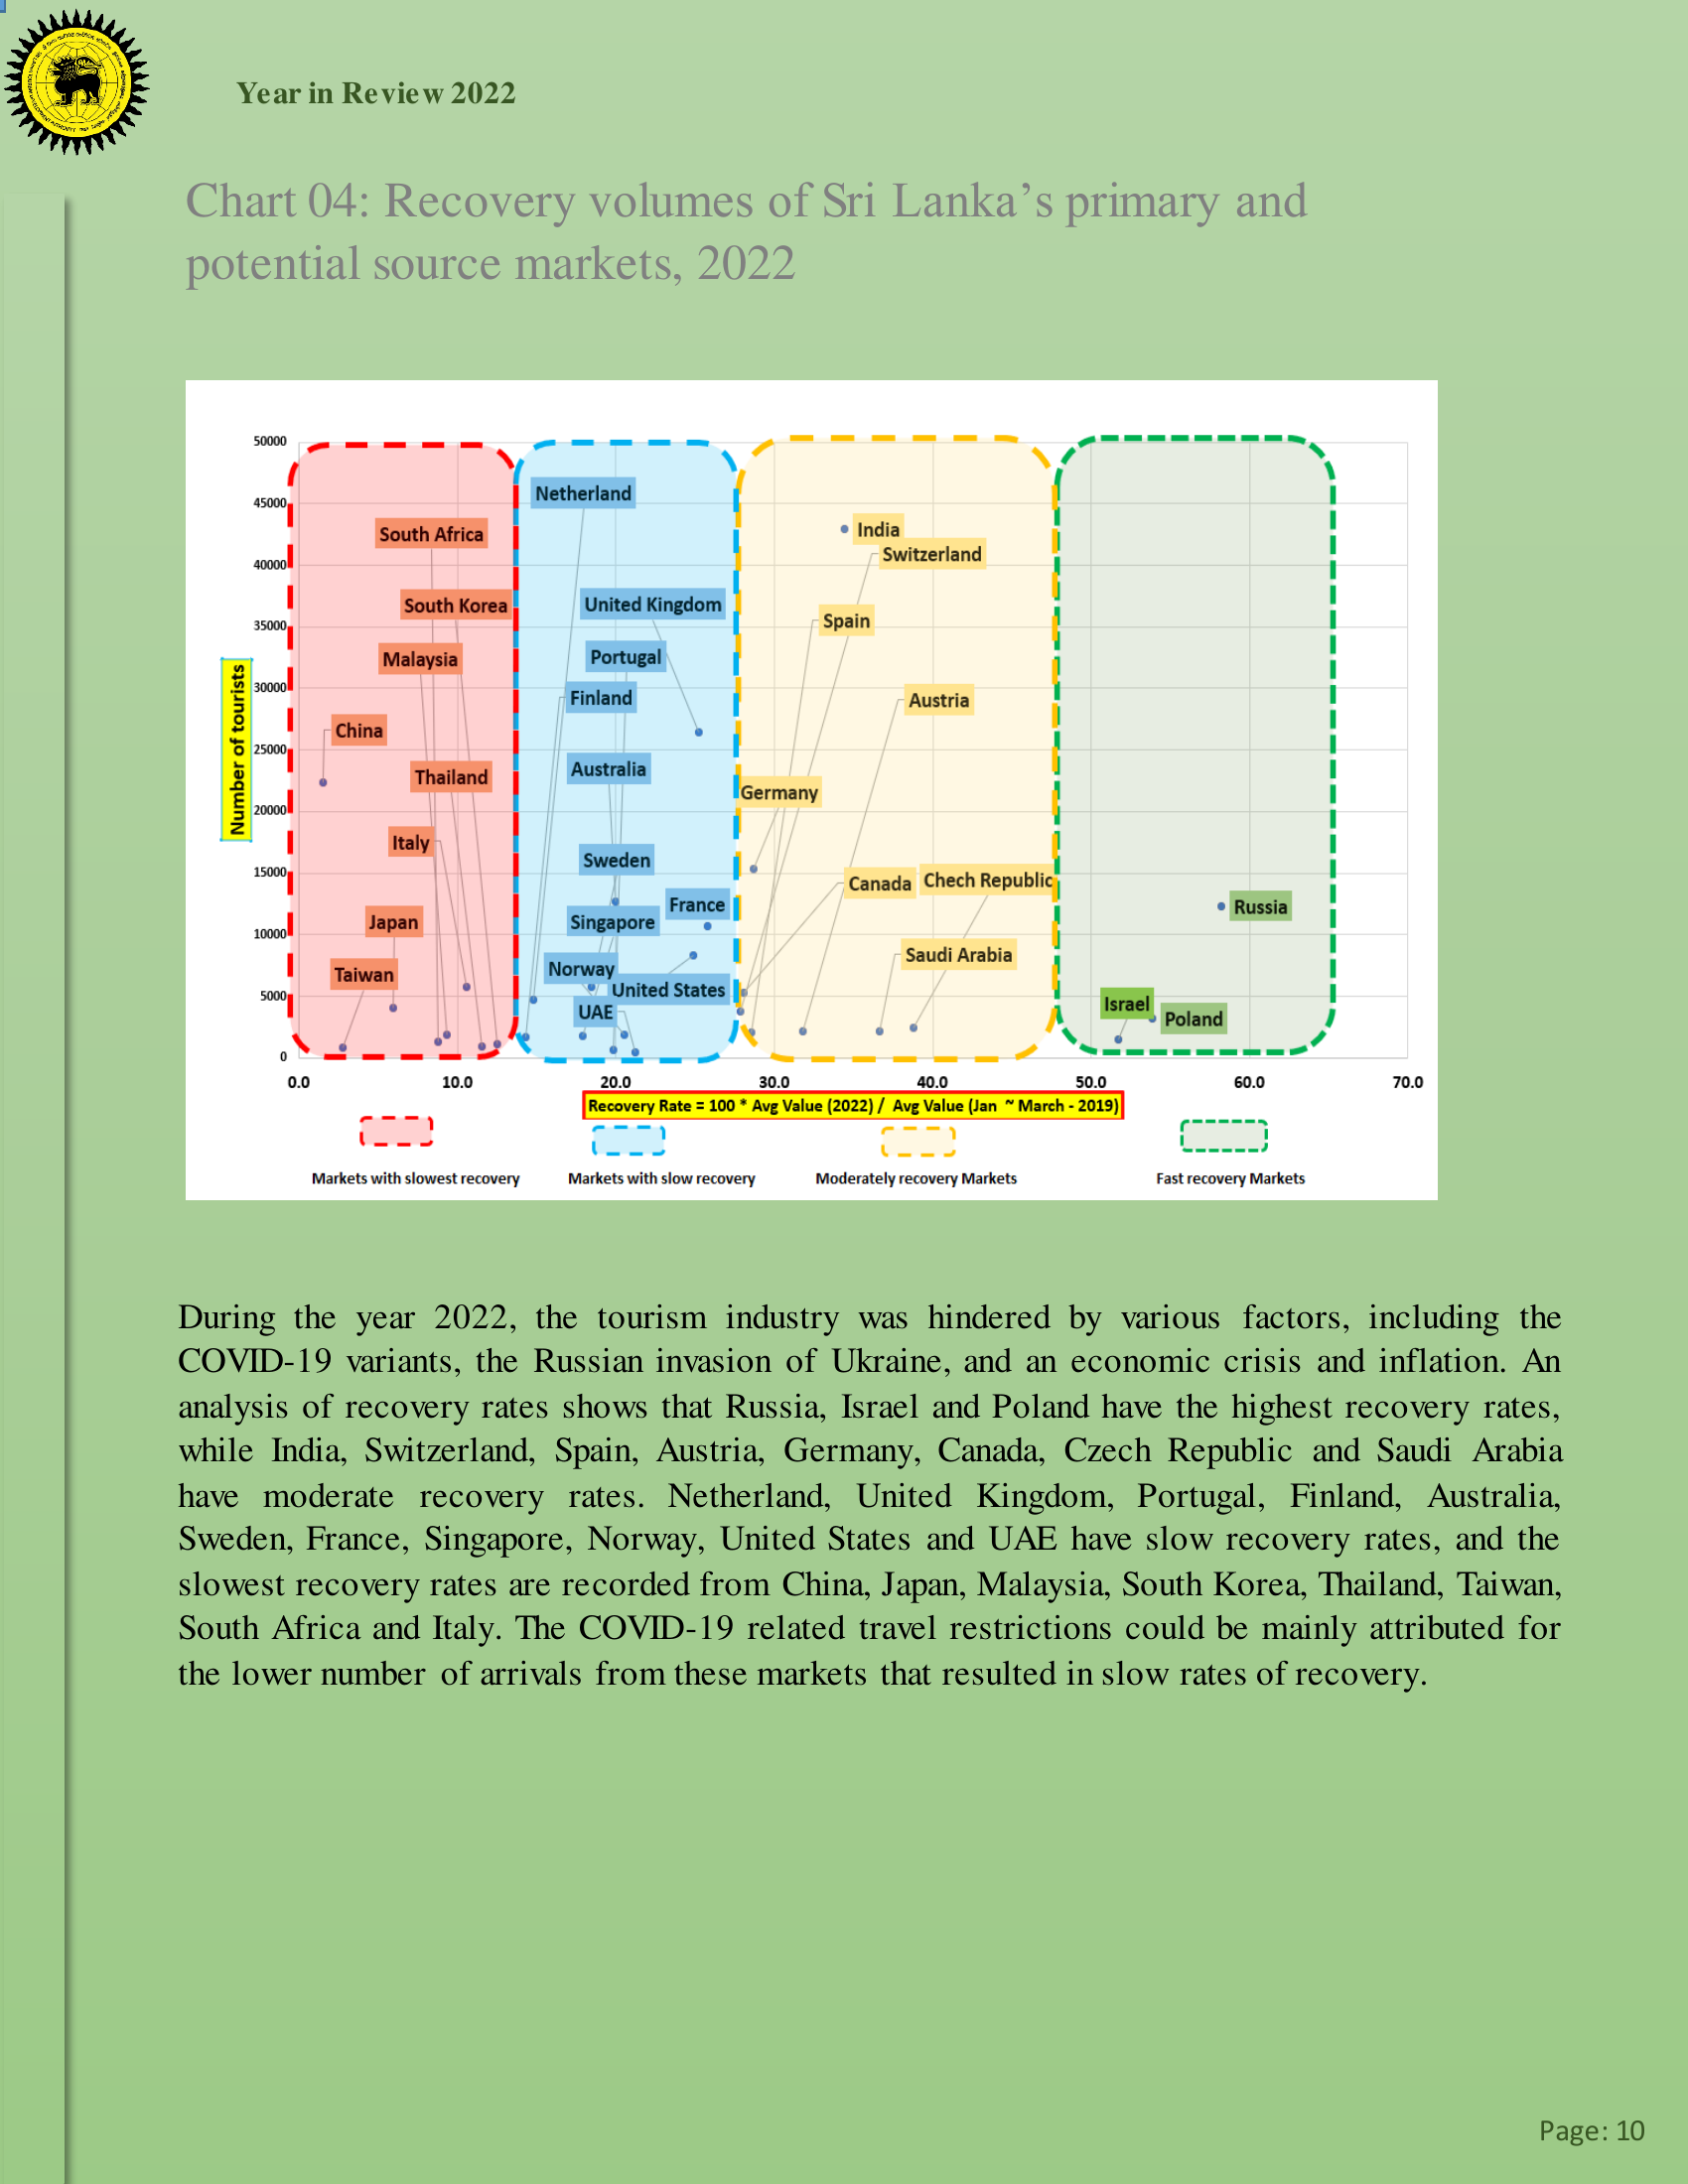 Year in Review 2022
Chart 04: Recovery volumes of Sri Lanka’s primary and
potential source markets, 2022
50000
45000
40000
35000
30000
25000
20000
15000
10000
5000
0
Number of tourists
South Africa
South Korea
Malaysia
China
Thailand
Italy
Japan
Taiwan
Netherland
United Kingdom
Portugal
Finland
Australia
Sweden
France
Singapore
Norway
United States
UAE
India
Switzerland
Spain
Austria
Germany
Canada
Chech Republic
Saudi Arabia
Russia
Israel
Poland
0.0 10.0 20.0 30.0 40.0 50.0 60.0 70.0
Recovery Rate = 100 * Avg Value (2022) / Avg Value (Jan ~ March - 2019)
Markets with slowest recovery Markets with slow recovery Moderately recovery Markets Fast recovery Markets
During the year 2022, the tourism industry was hindered by various factors, including the
COVID-19 variants, the Russian invasion of Ukraine, and an economic crisis and inflation. An
analysis of recovery rates shows that Russia, Israel and Poland have the highest recovery rates,
while India, Switzerland, Spain, Austria, Germany, Canada, Czech Republic and Saudi Arabia
have moderate recovery rates. Netherland, United Kingdom, Portugal, Finland, Australia,
Sweden, France, Singapore, Norway, United States and UAE have slow recovery rates, and the
slowest recovery rates are recorded from China, Japan, Malaysia, South Korea, Thailand, Taiwan,
South Africa and Italy. The COVID-19 related travel restrictions could be mainly attributed for
the lower number of arrivals from these markets that resulted in slow rates of recovery.
Page: 10